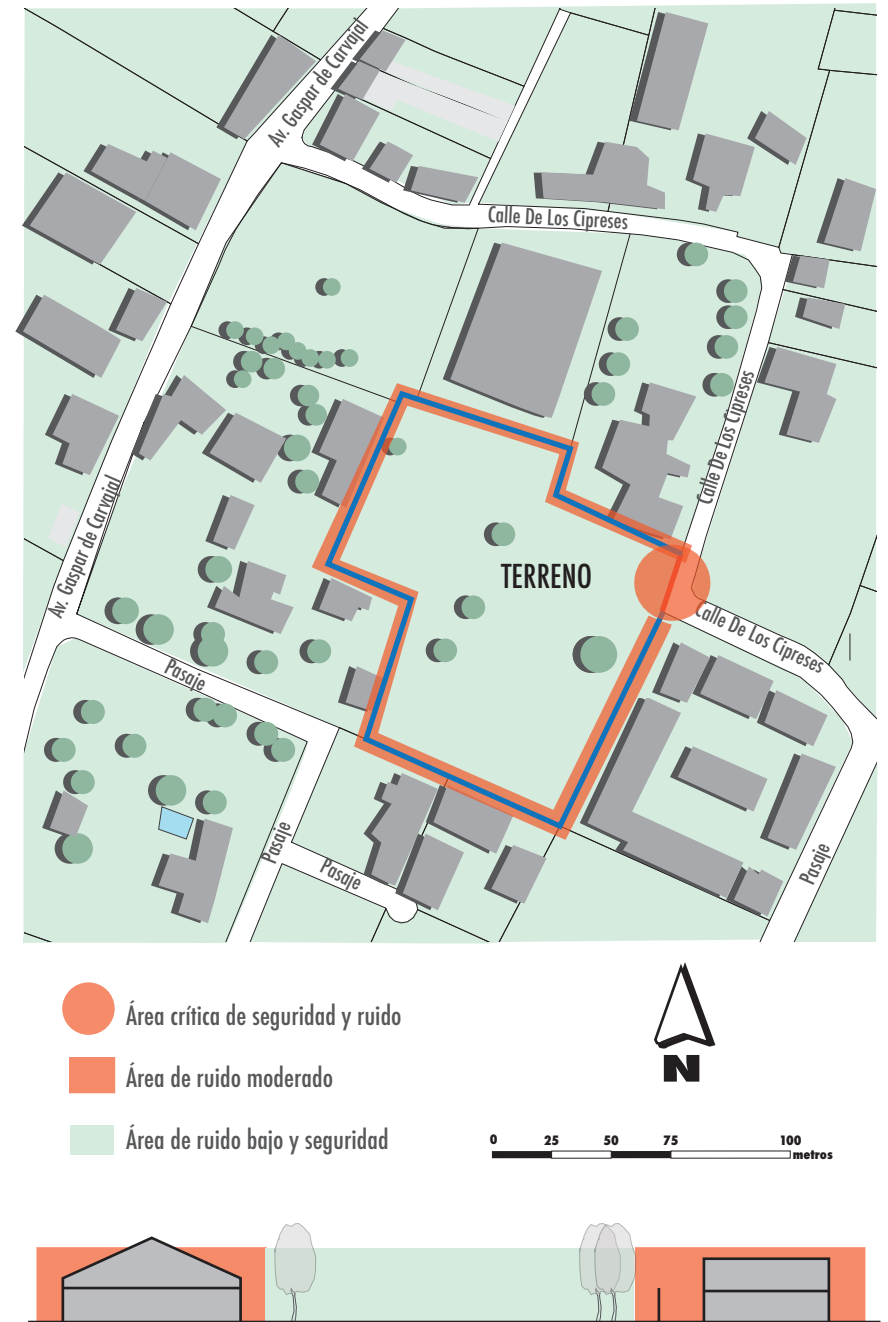 Av. Gaspar de Carvajal
Calle De Los Cipreses
Calle De Los Cipreses
Av. Gaspar de Carvajal
TERRENO
Calle De Los Cipreses
Pasaje
Pasaje
Pasaje
Pasaje
Área crítica de seguridad y ruido
Área de ruido moderado
Área de ruido bajo y seguridad
N
0 25 50 75 100
metros